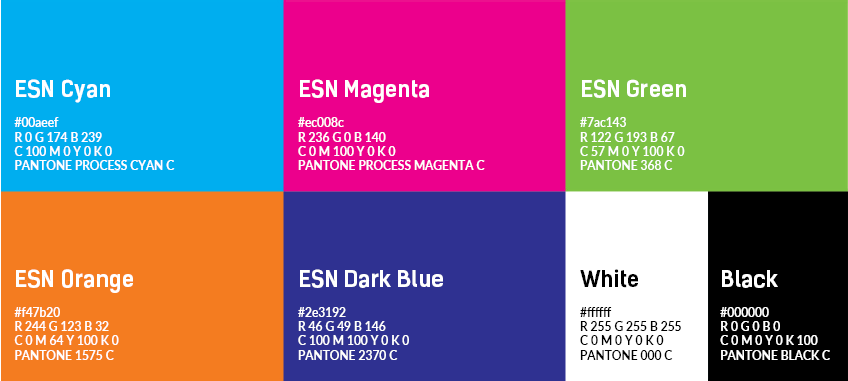 ESN Cyan
#00aeef
R 0 G 174 B 239
C 100 M 0 Y 0 K 0
PANTONE PROCESS CYAN C
ESN Magenta
#ec008c
R 236 G 0 B 140
C 0 M 100 Y 0 K 0
PANTONE PROCESS MAGENTA C
ESN Green
#7ac143
R 122 G 193 B 67
C 57 M 0 Y 100 K 0
PANTONE 368 C
ESN Orange
#f47b20
R 244 G 123 B 32
C 0 M 64 Y 100 K 0
PANTONE 1575 C
ESN Dark Blue
#2e3192
R 46 G 49 B 146
C 100 M 100 Y 0 K 0
PANTONE 2370 C
White
#ffffff
R 255 G 255 B 255
C 0 M 0 Y 0 K 0
PANTONE 000 C
Black
#000000
R 0 G 0 B 0
C 0 M 0 Y 0 K 100
PANTONE BLACK C